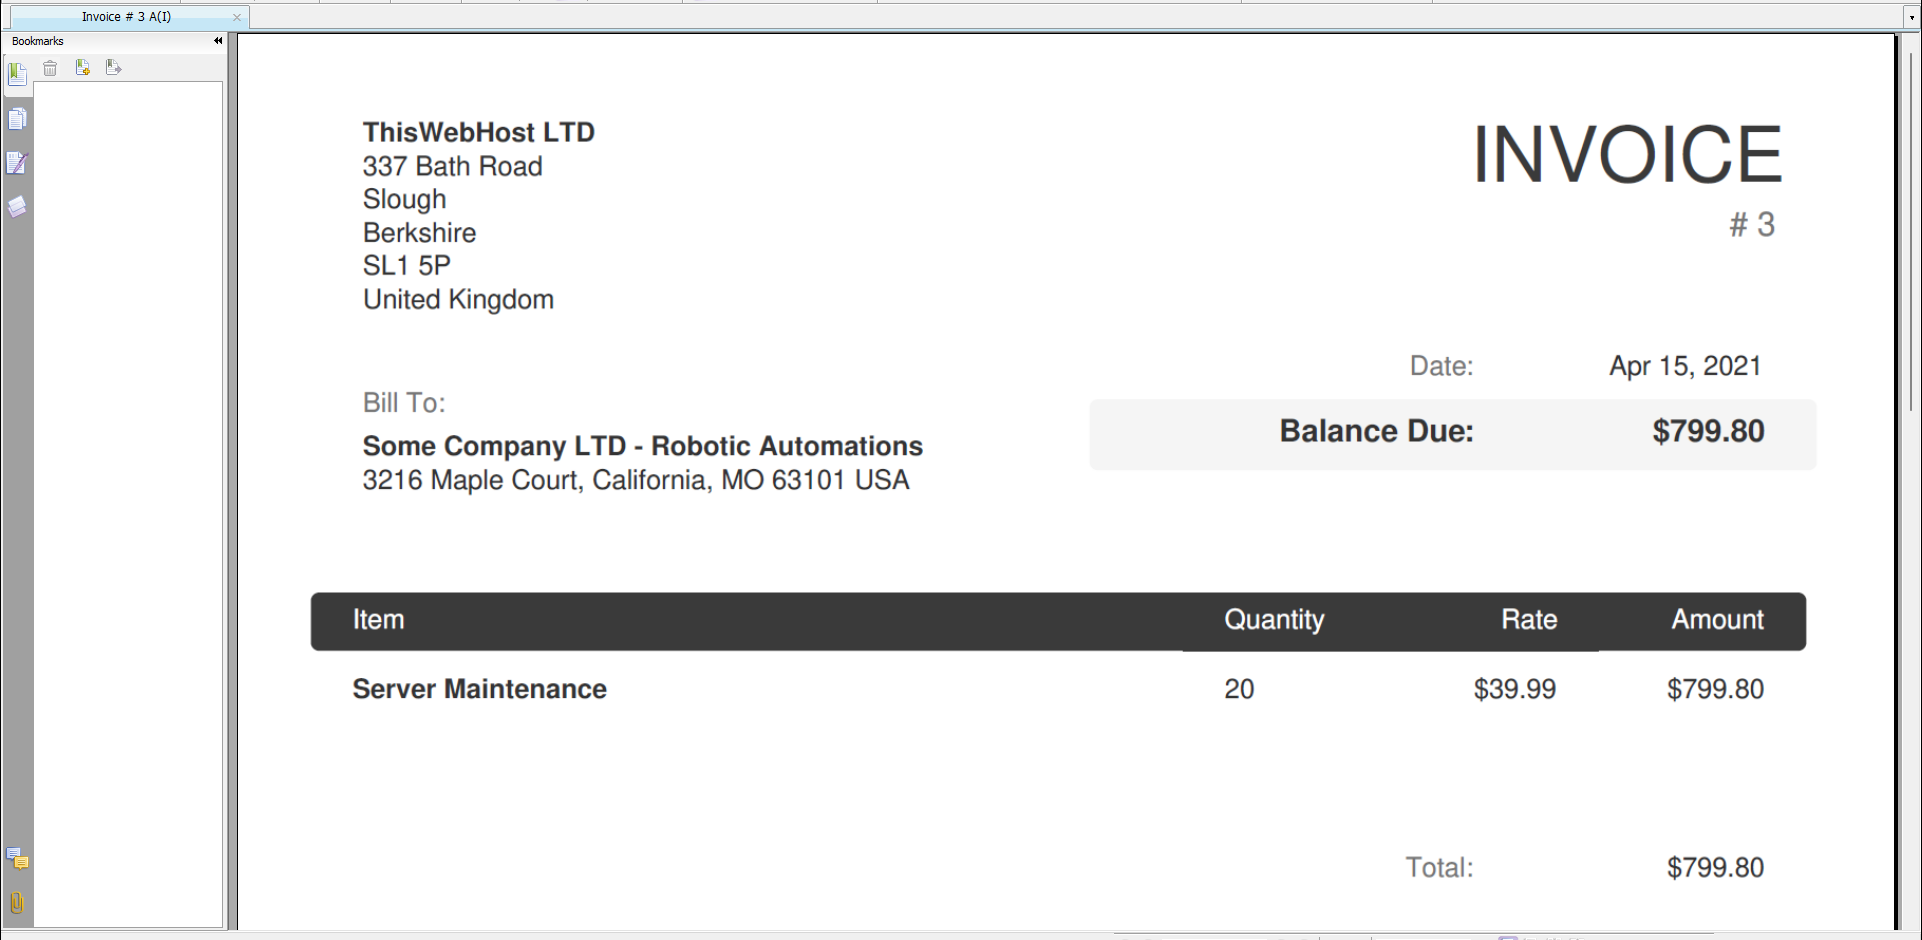 Invoice # 3 A(I)
Bookmarks
ThisWebHost LTD
337 Bath Road
Slough
Berkshire
SL1 5P
United Kingdom
INVOICE
# 3
Date: Apr 15, 2021
Balance Due: $799.80
Bill To:
Some Company LTD - Robotic Automations
3216 Maple Court, California, MO 63101 USA
Item Quantity Rate Amount
Server Maintenance 20 $39.99 $799.80
Total: $799.80